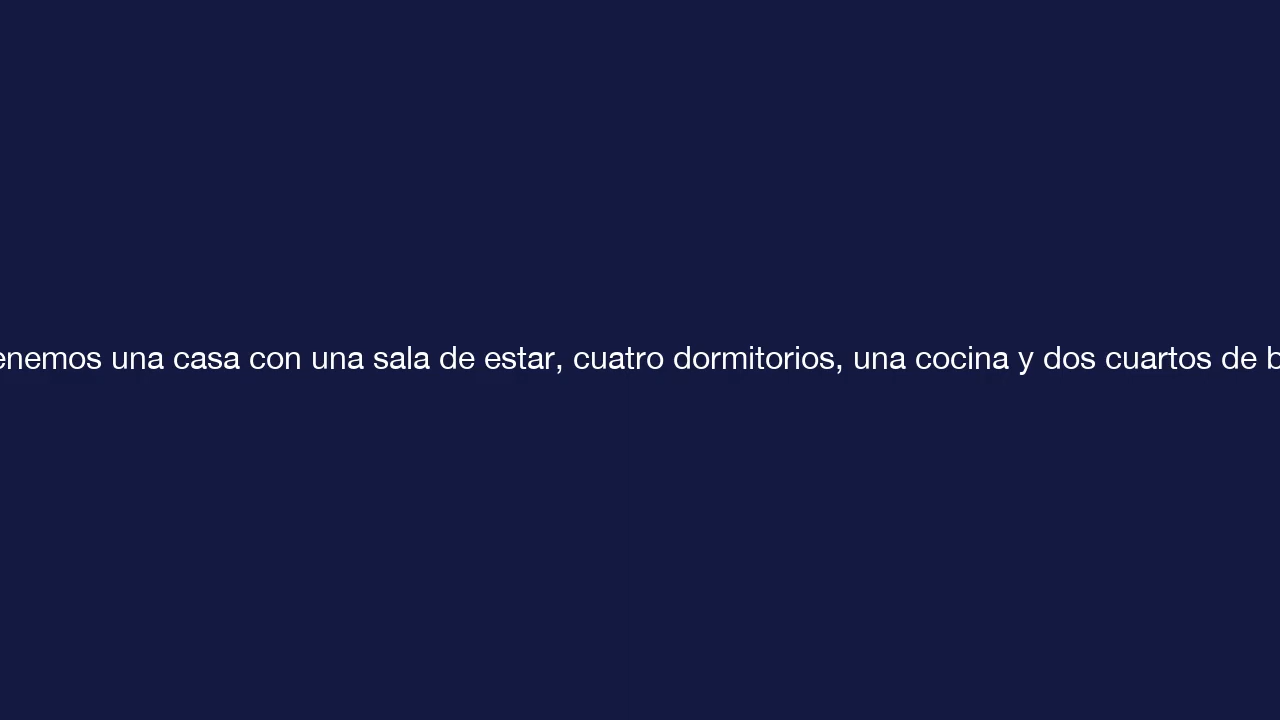 enemos una casa con una sala de estar, cuatro dormitorios, una cocina y dos cuartos de b